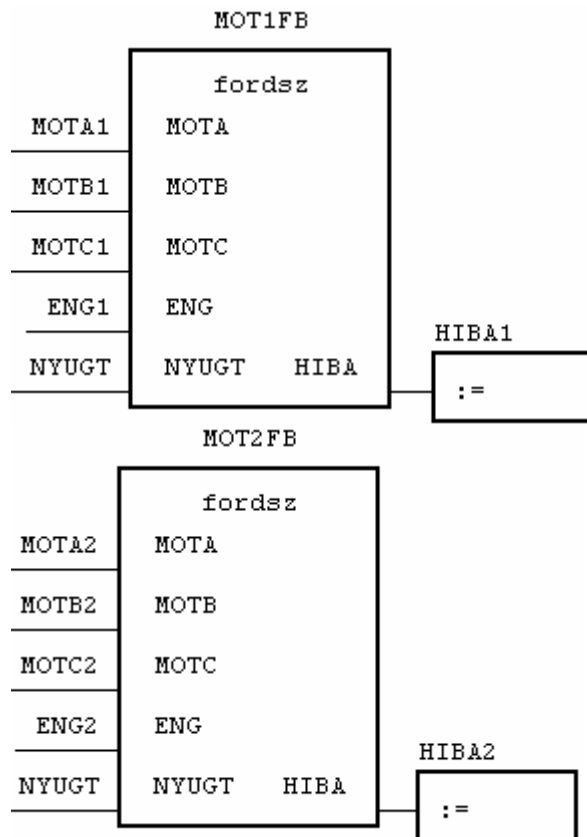 MOT1FB
fordsz
MOTA1 MOTA
MOTB1 MOTB
MOTC1 MOTC
ENG1 ENG
HIBA1
NYUGT NYUGT HIBA
:=
MOT2FB
fordsz
MOTA2 MOTA
MOTB2 MOTB
MOTC2 MOTC
ENG2 ENG
HIBA2
NYUGT NYUGT HIBA
:=